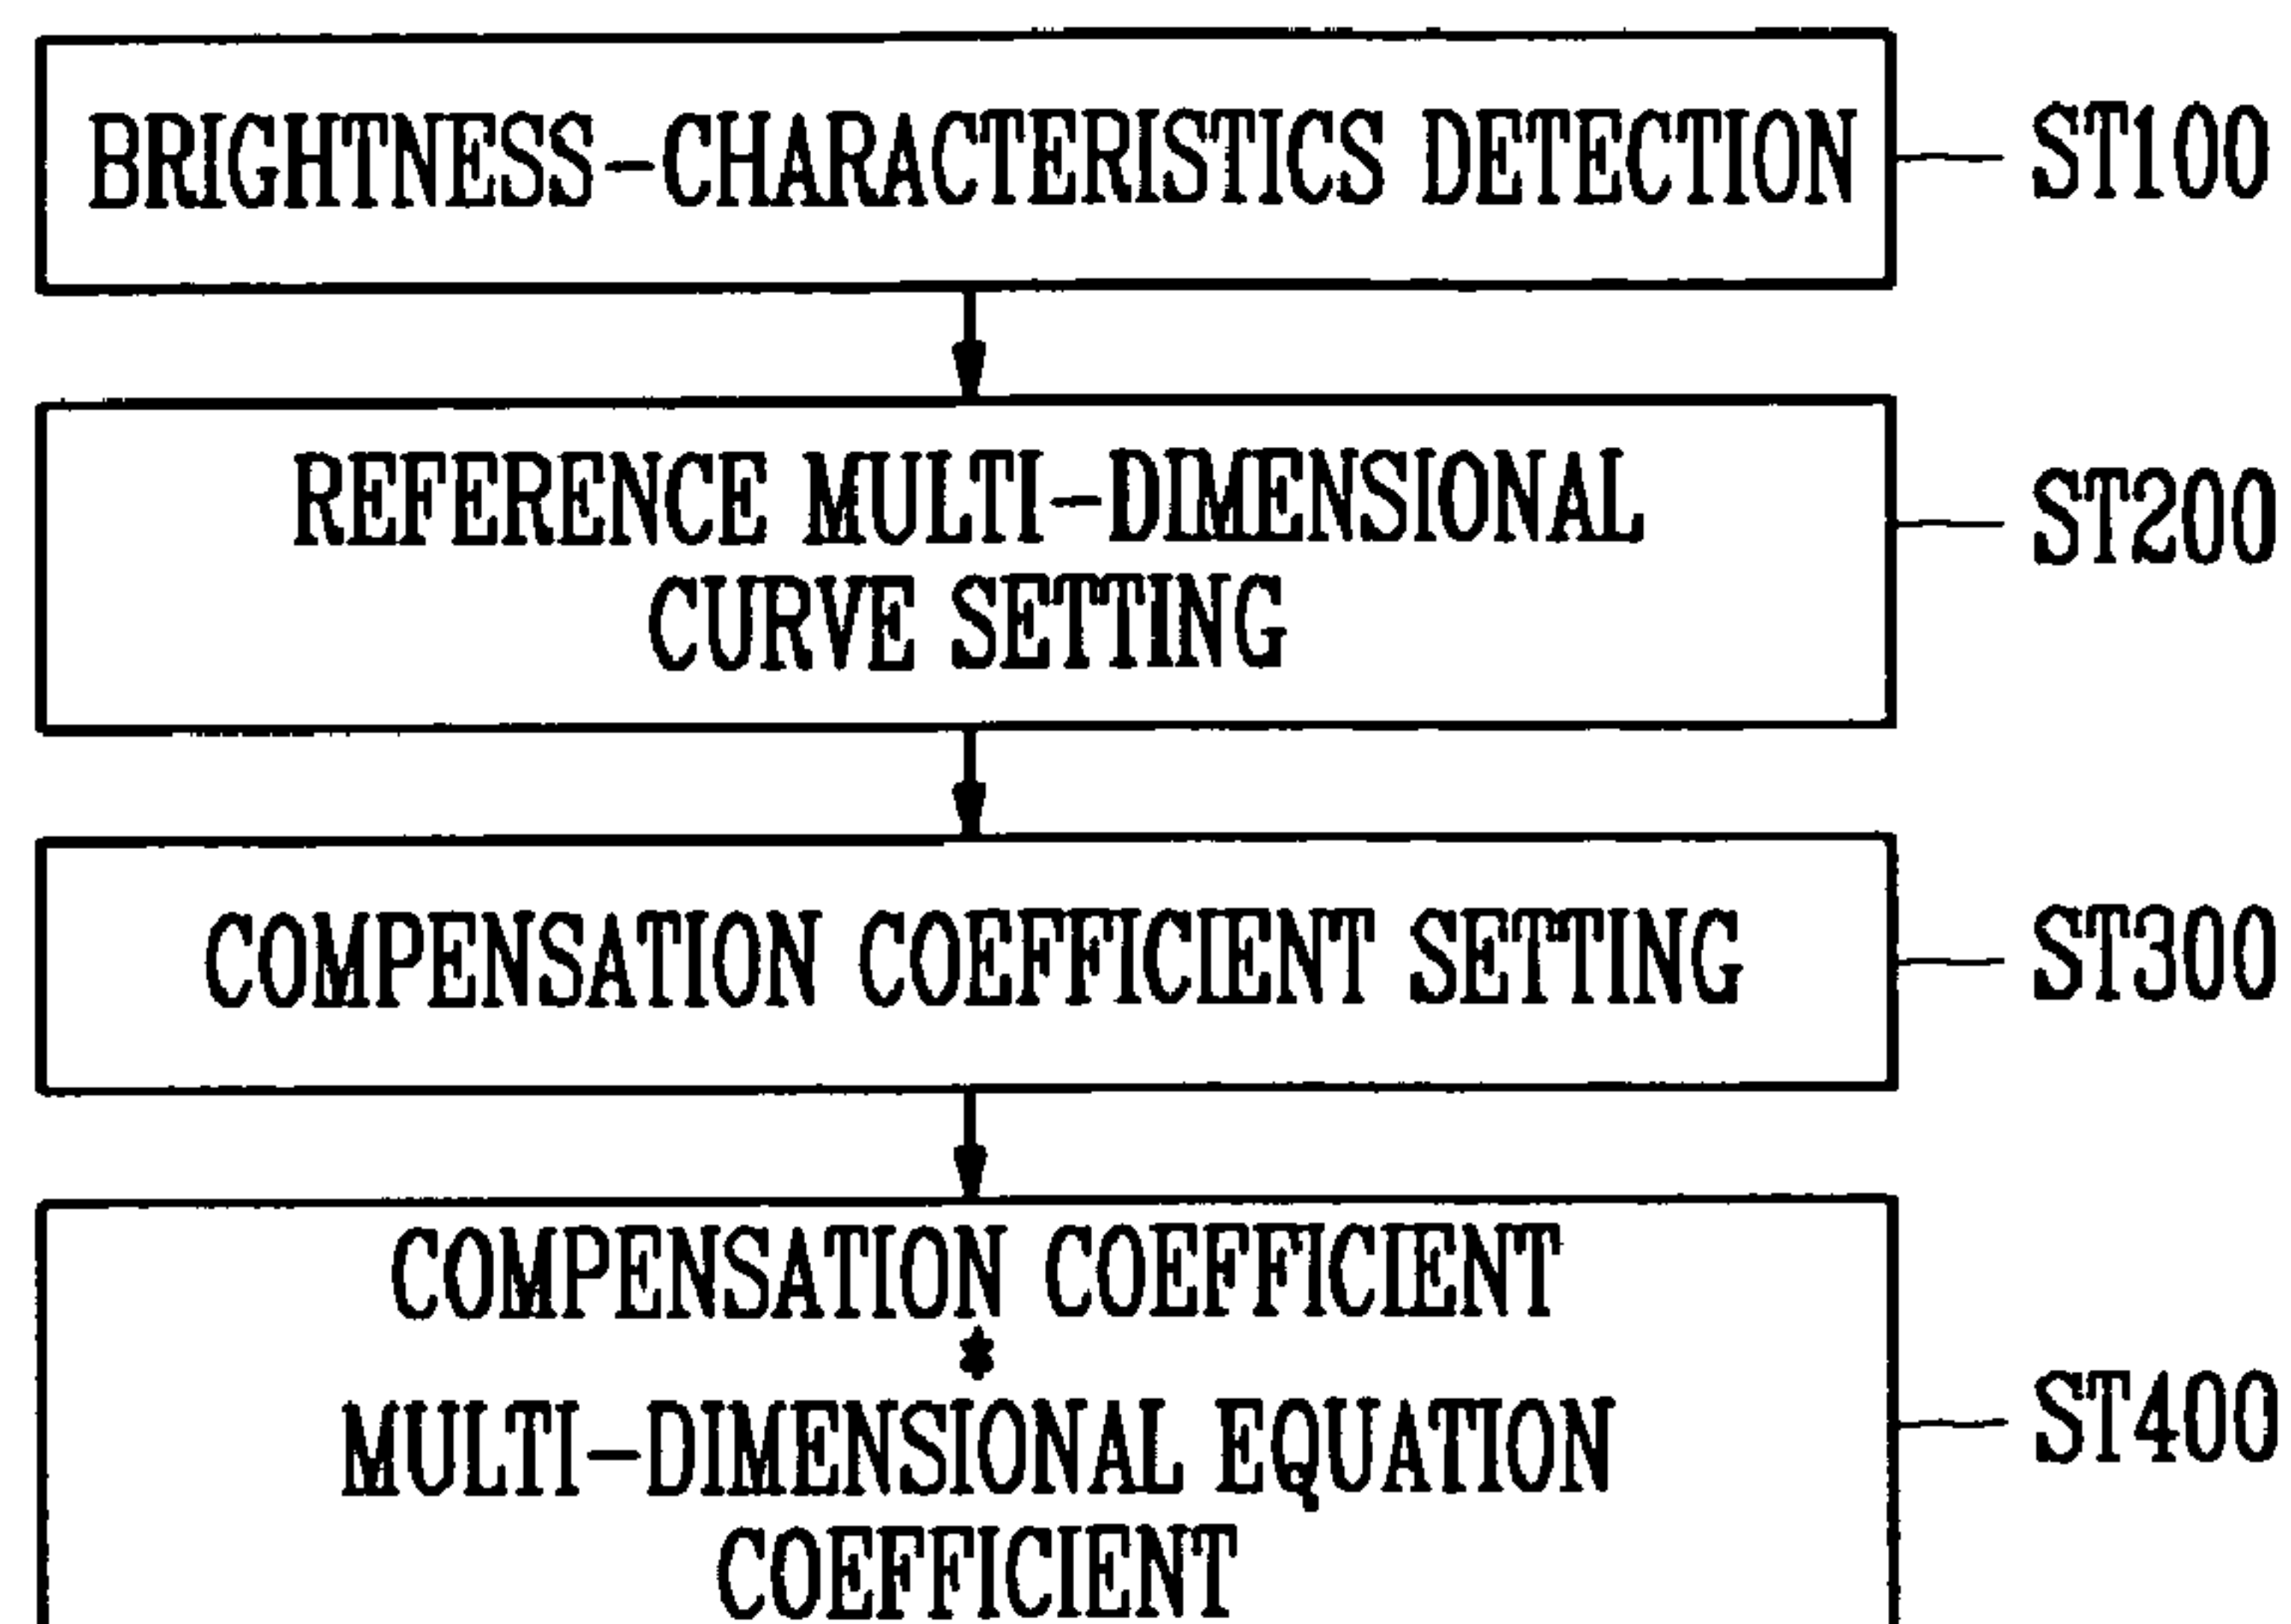 BRIGHTNESS-CHARACTERISTICS DETECTION
ST100
REFERENCE MULTI-DIMENSIONAL
CURVE SETTING
ST200
COMPENSATION COEFFICIENT SETTING
ST300
COMPENSATION COEFFICIENT
*
MULTI-DIMENSIONAL EQUATION
COEFFICIENT
ST400